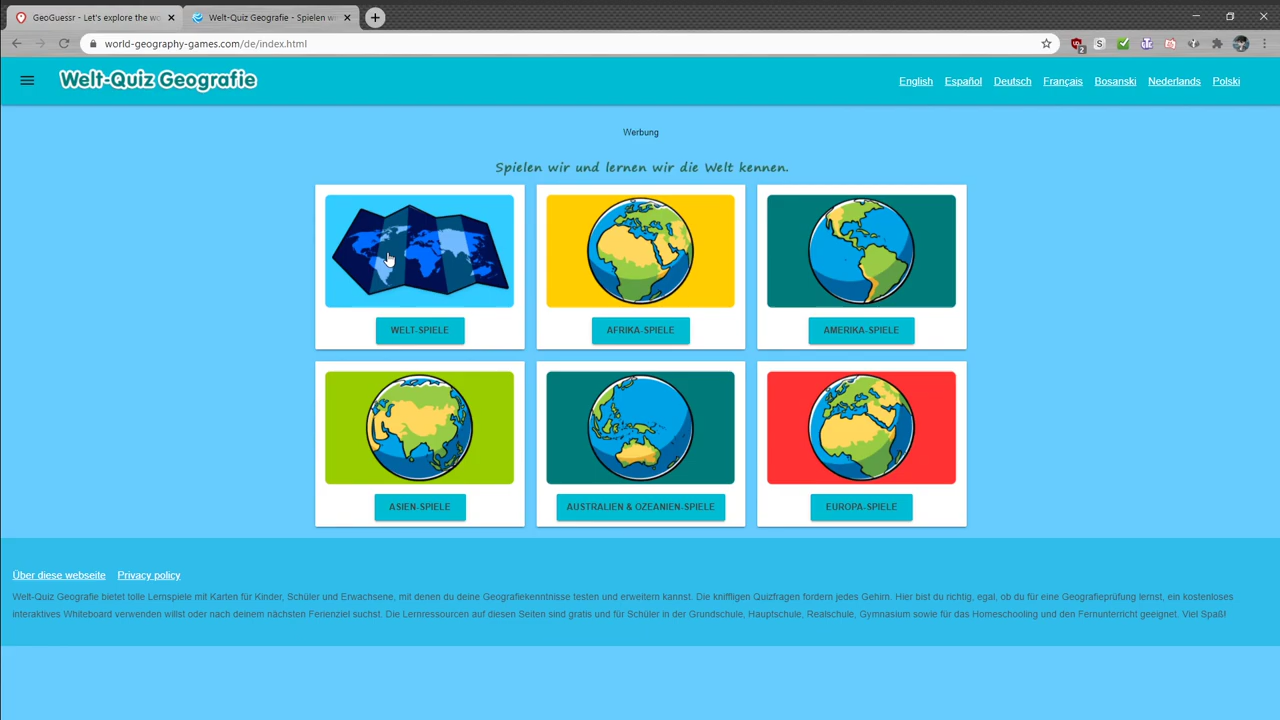 GeoGuessr - Let's explore the wo
Welt-Quiz Geografie - Spielen wi
world-geography-games.com/de/index.html
2
Welt-Quiz Geografie
English Español Deutsch Français Bosanski Nederlands Polski
Werbung
Spielen wir und lernen wir die Welt kennen.
WELT-SPIELE AFRIKA-SPIELE AMERIKA-SPIELE
ASIEN-SPIELE AUSTRALIEN & OZEANIEN-SPIELE EUROPA-SPIELE
Über diese webseite Privacy policy
Welt-Quiz Geografie bietet tolle Lernspiele mit Karten für Kinder, Schüler und Erwachsene, mit denen du deine Geografiekenntnisse testen und erweitern kannst. Die kniffligen Quizfragen fordern jedes Gehirn. Hier bist du richtig, egal, ob du für eine Geografieprüfung lernst, ein kostenloses
interaktives Whiteboard verwenden willst oder nach deinem nächsten Ferienziel suchst. Die Lernressourcen auf diesen Seiten sind gratis und für Schüler in der Grundschule, Hauptschule, Realschule, Gymnasium sowie für das Homeschooling und den Fernunterricht geeignet. Viel Spaß!